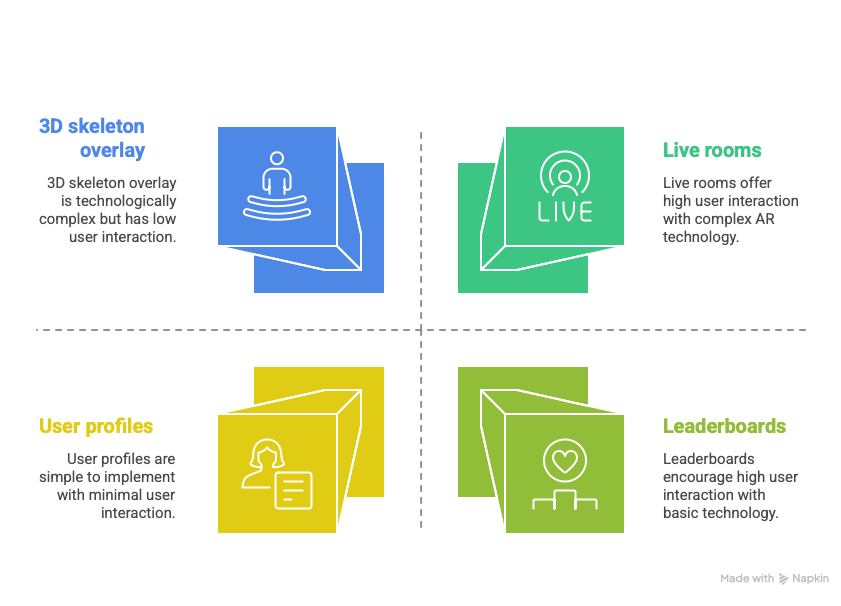 3D skeleton
overlay
3D skeleton overlay
is technologically
complex but has low
user interaction.
LIVE
Live rooms
Live rooms offer
high user interaction
with complex AR
technology.
User profiles
User profiles are
simple to implement
with minimal user
interaction.
Leaderboards
Leaderboards
encourage high user
interaction with
basic technology.
Made with Napkin